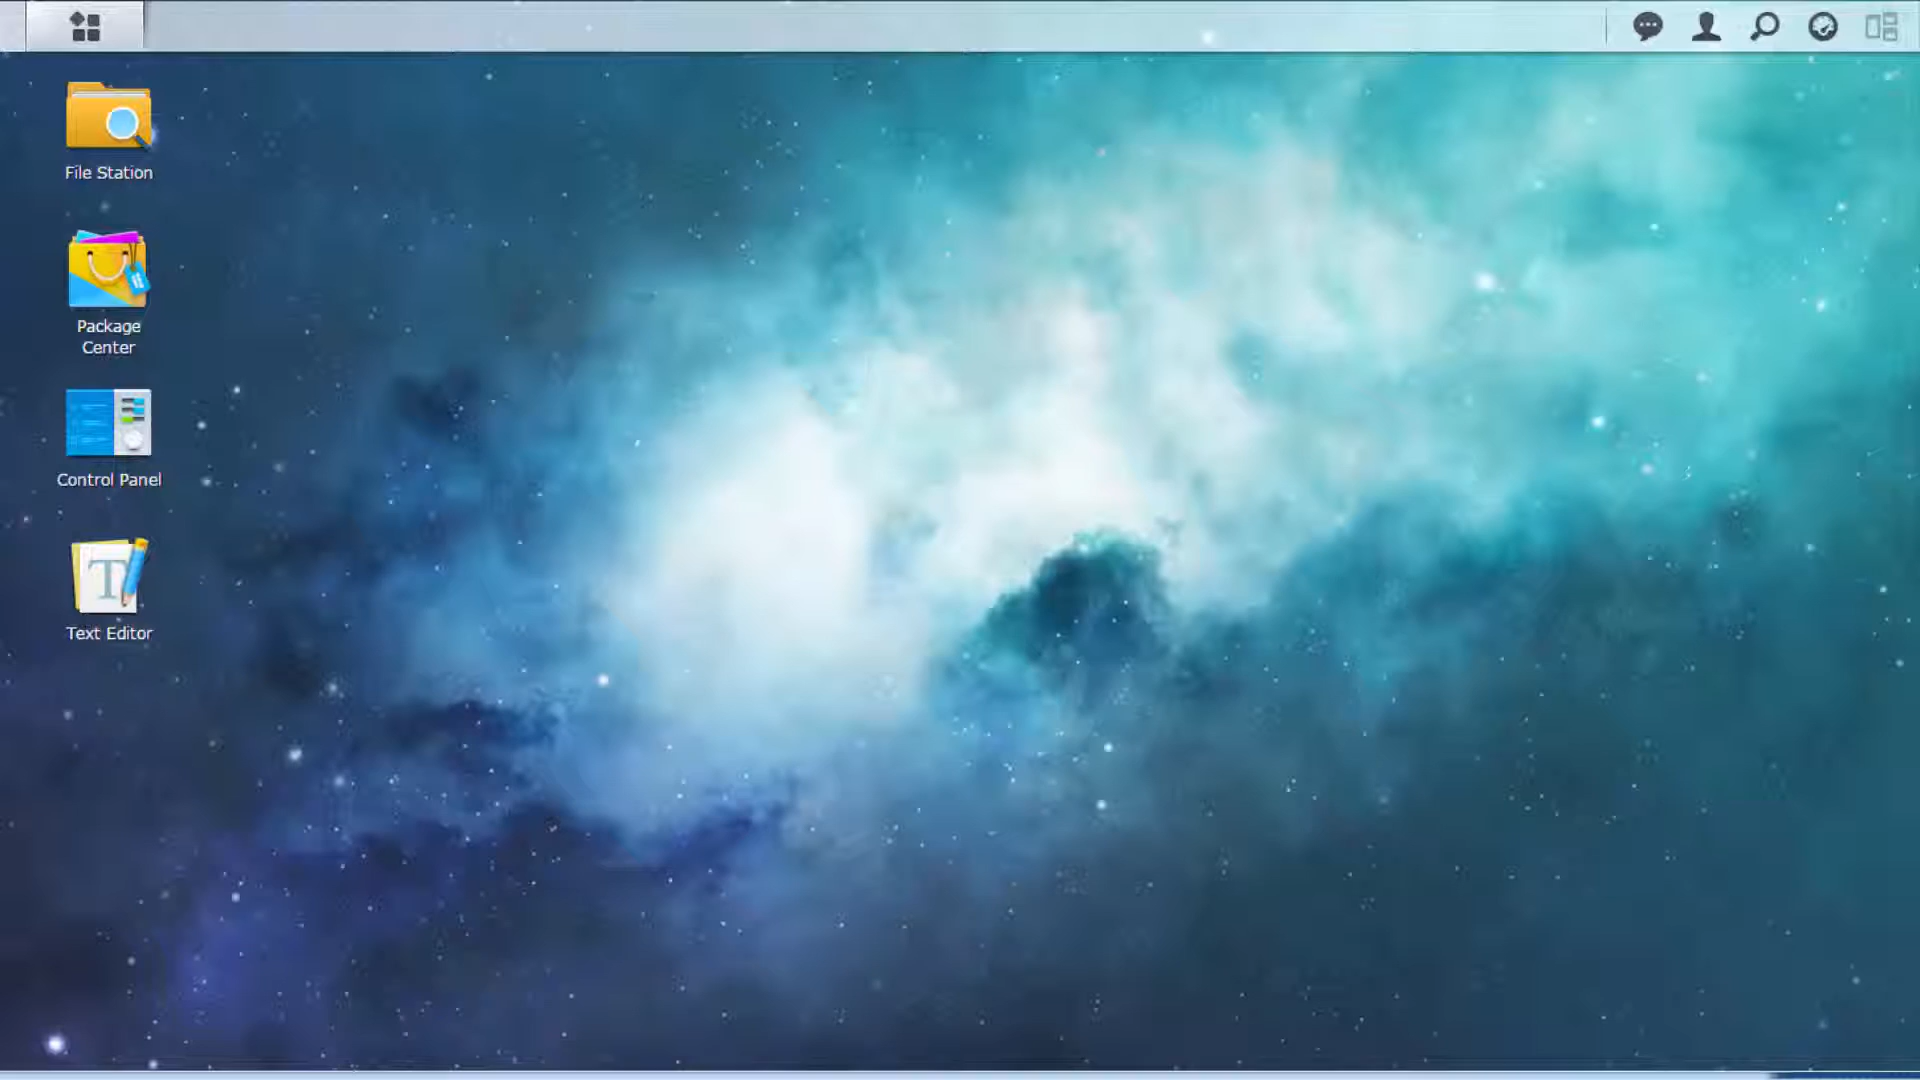 File Station
Package
Center
Control Panel
Text Editor